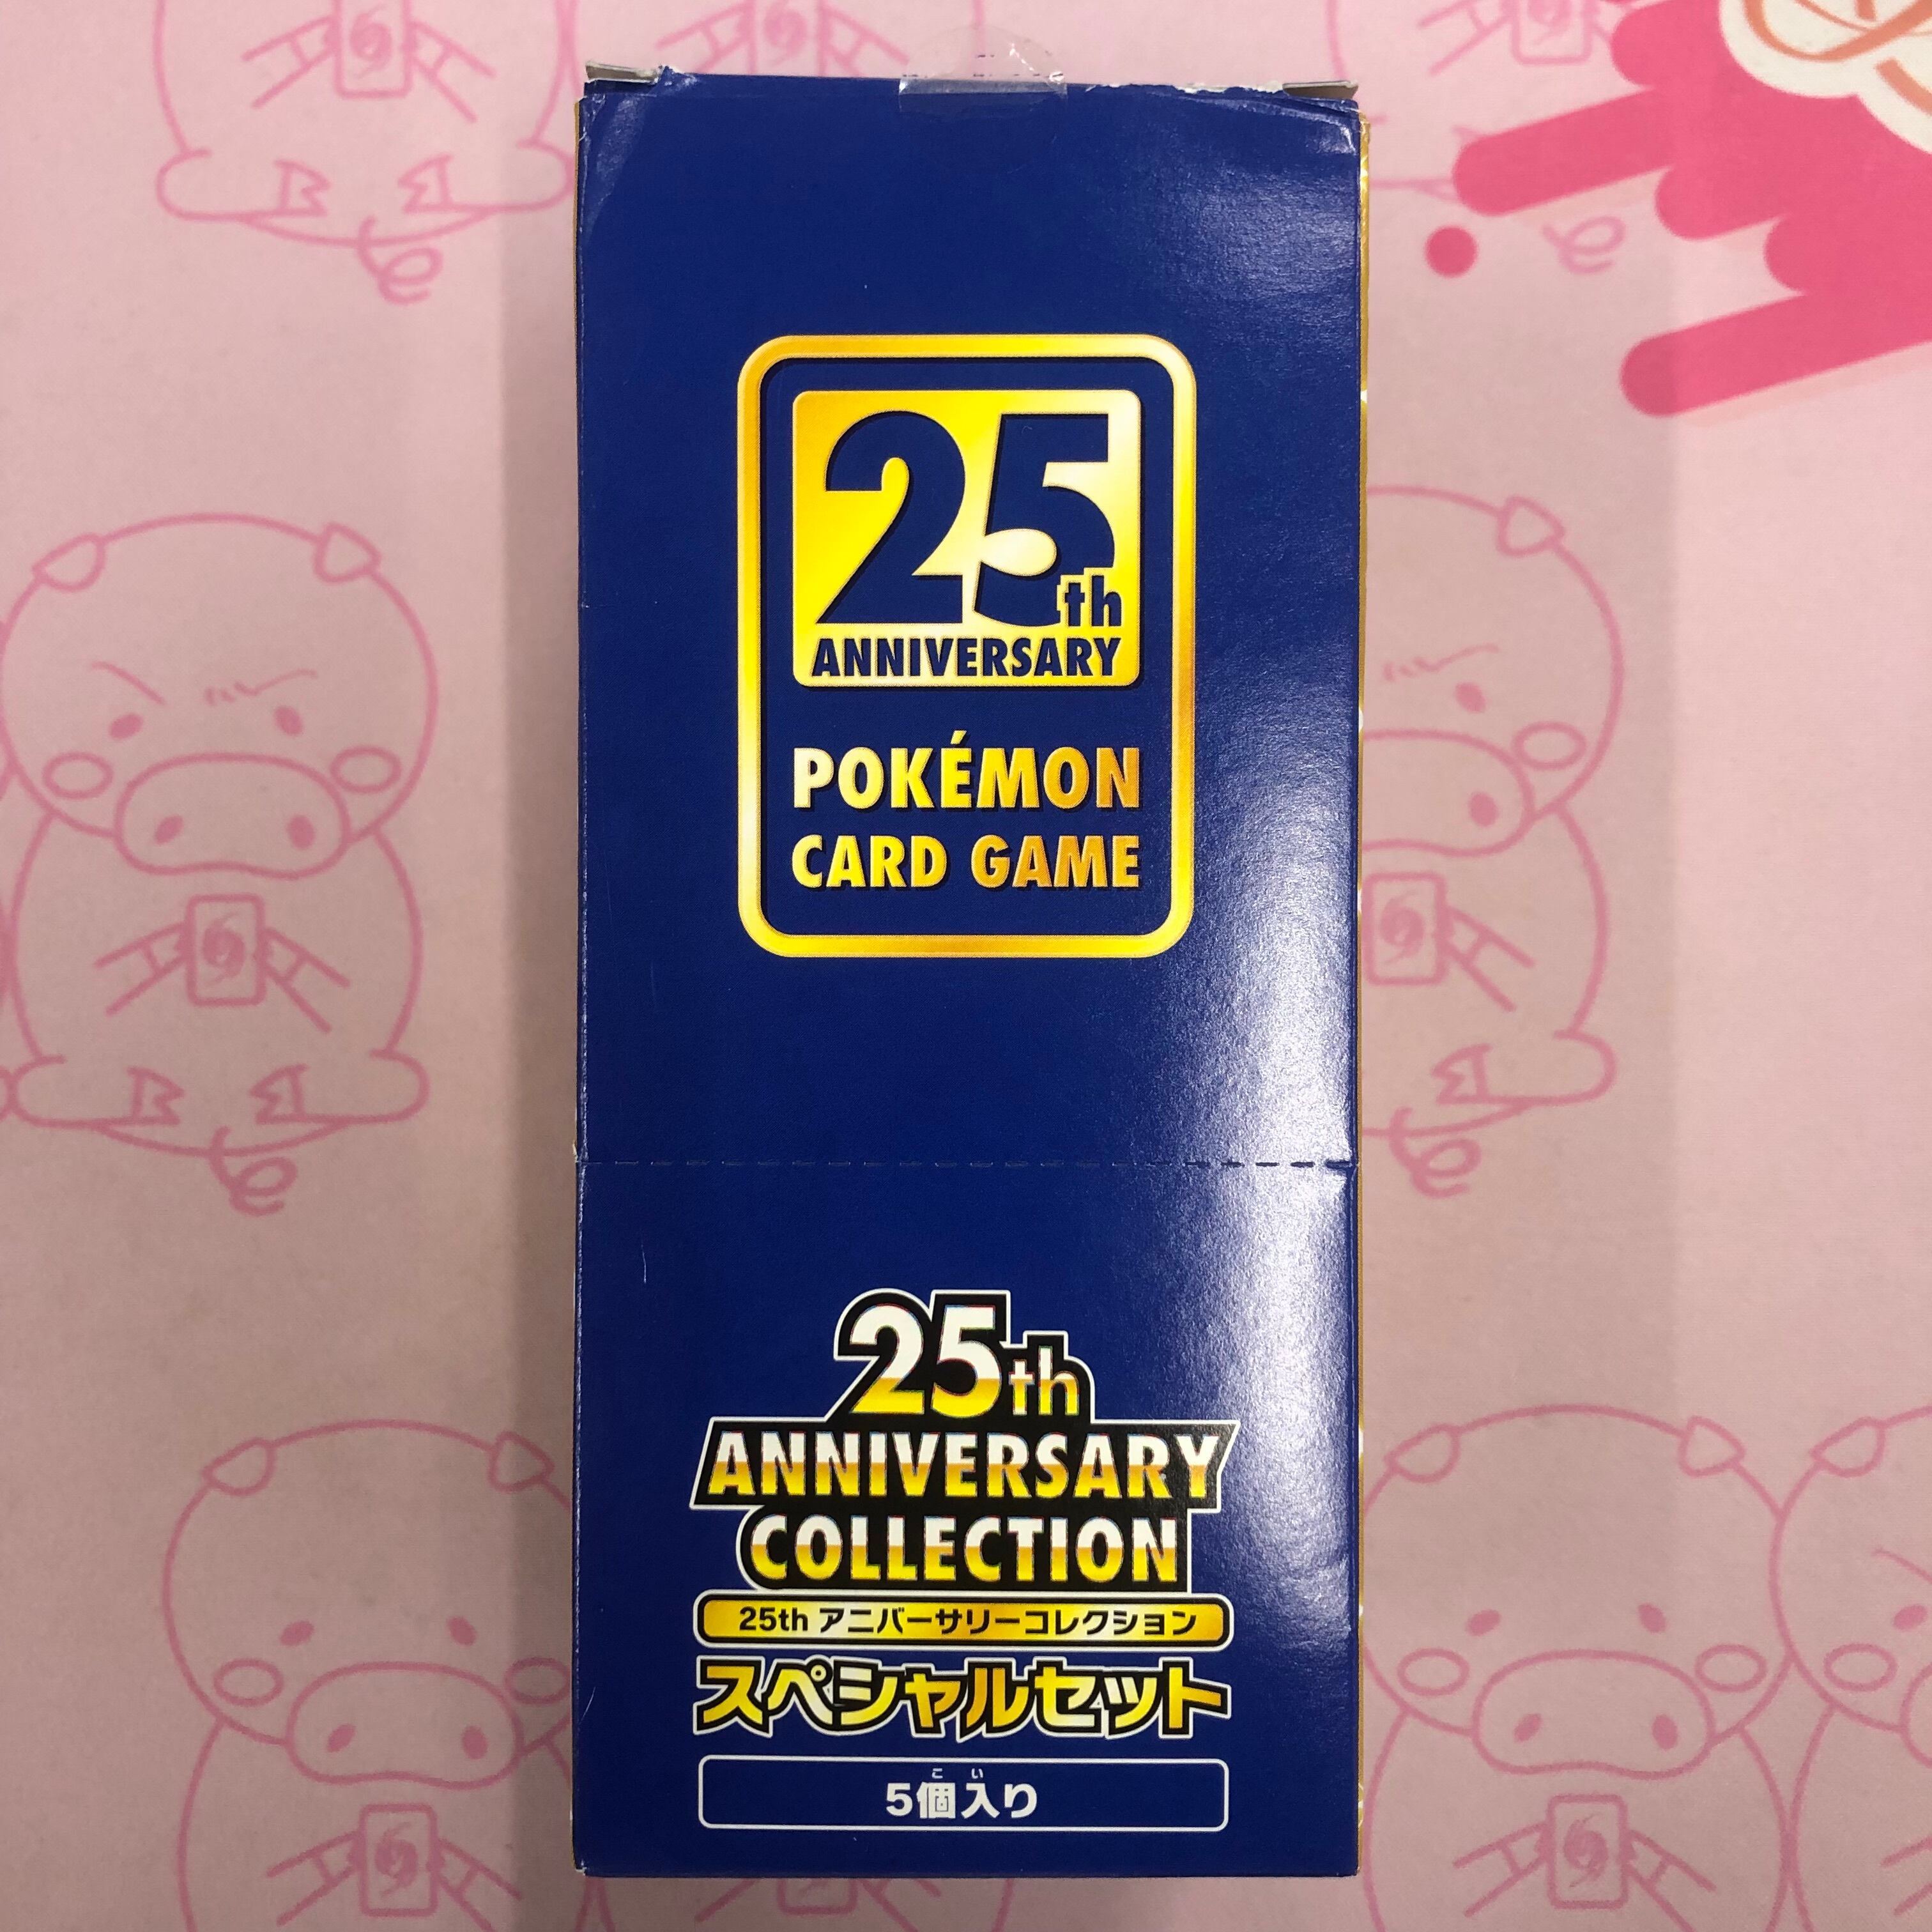 25th
ANNIVERSARY
POKÉMON
CARD GAME
25th
ANNIVERSARY
COLLECTION
25th アニバーサリーコレクション
スペシャルセット
こ い
5個入り